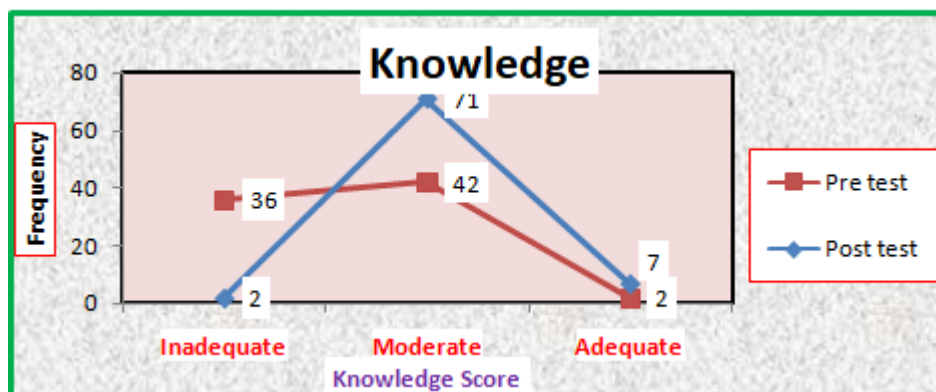 Knowledge
80
60
40
20
0
Frequency
36
2
71
42
7
2
Inadequate Moderate Adequate
Knowledge Score
Pre test
Post test